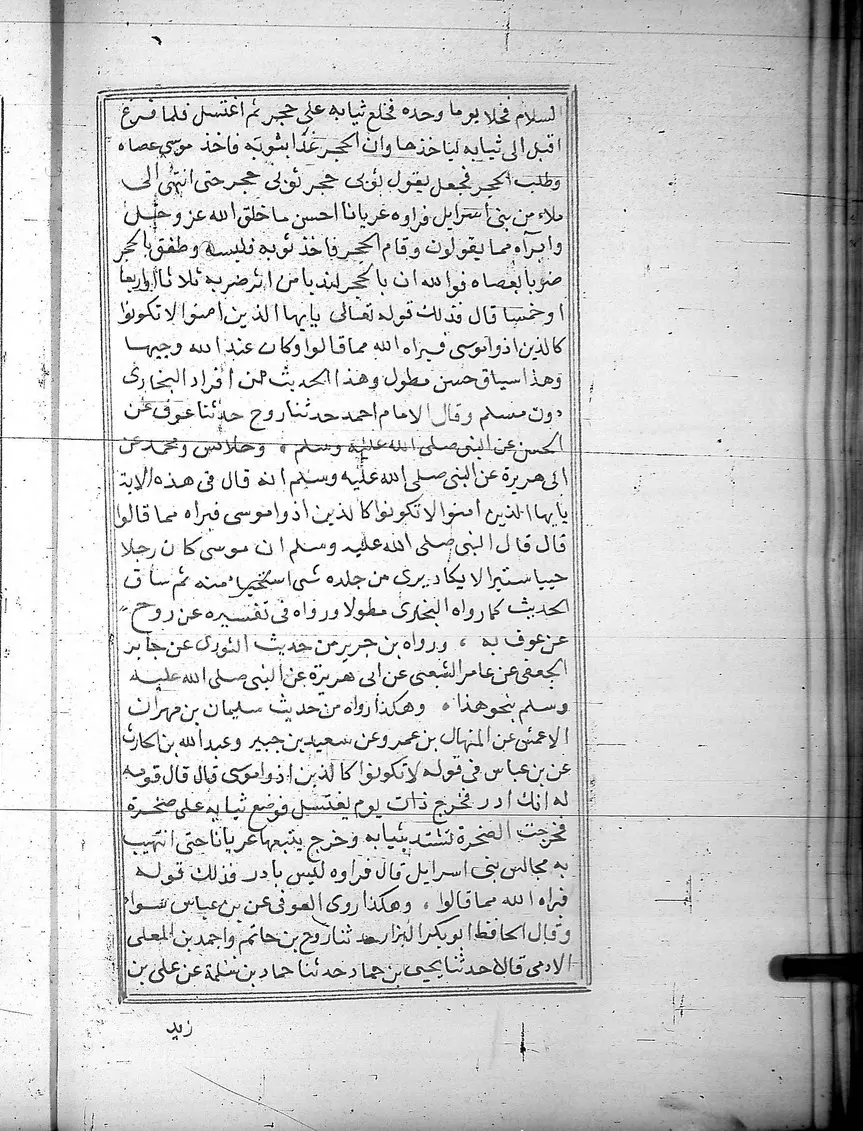 السلام فخلا يوما وحده فخلع ثيابه على حجر ثم اغتسل فلما فرغ
اقبل الى ثيابه لياخذها وان الحجر غدا بثوبه فاخذ موسى عصاه
وطلب الحجر فجعل يقول ثوبى حجر ثوبى حجر حتى انتهى الى
ملاء من بنى اسرايل فراوه عريانا احسن ما خلق الله عز وجل
وابرآه مما يقولون وقام الحجر فاخذ ثوبه فلبسه وطفق بالحجر
ضربا بعصاه فوالله ان بالحجر لندبا من اثر ضربه ثلاثا او اربعا
او خمسا قال فذلك قوله تعالى يايها الذين امنوا لا تكونوا
كالذين اذوا موسى فبراه الله مما قالوا وكان عند الله وجيها
وهذا سياق حسن مطول وهذا الحديث من افراد البخارى
دون مسلم وقال الامام احمد حدثنا روح حدثنا عوف عن
الحسن عن النبى صلى الله عليه وسلم ، وخلاس ومحمد عن
ابى هريرة عن النبى صلى الله عليه وسلم انه قال فى هذه الاية
يايها الذين امنوا لا تكونوا كالذين اذوا موسى فبراه مما قالوا
قال قال النبى صلى الله عليه وسلم ان موسى كان رجلا
حييا ستيرا لا يكاد يرى من جلده شى استحياء منه ثم ساق
الحديث كما رواه البخارى مطولا ورواه فى تفسيره عن روح
عن عوف به ، ورواه بن جرير من حديث الثورى عن جابر
الجعفى عن عامر الشعبى عن ابى هريرة عن النبى صلى الله عليه
وسلم بنحو هذا ، وهكذا رواه من حديث سليمان بن مهران
الاعمش عن المنهال بن عمرو عن سعيد بن جبير وعبد الله بن الحارث
عن بن عباس فى قوله لا تكونوا كالذين اذوا موسى قال قال قومه
له انك ادر فخرج ذات يوم يغتسل فوضع ثيابه على صخرة
فخرجت الصخرة تشتد بثيابه وخرج يتبعها عريانا حتى انتهت
به مجالس بنى اسرايل قال فراوه ليس بادر فذلك قوله
فبراه الله مما قالوا ، وهكذا روى العوفى عن بن عباس سواء
وقال الحافظ ابو بكر البزار حدثنا روح بن حاتم واحمد بن المعلى
الادمى قالا حدثنا يحيى بن حماد حدثنا حماد بن سلمة عن على بن
زيد